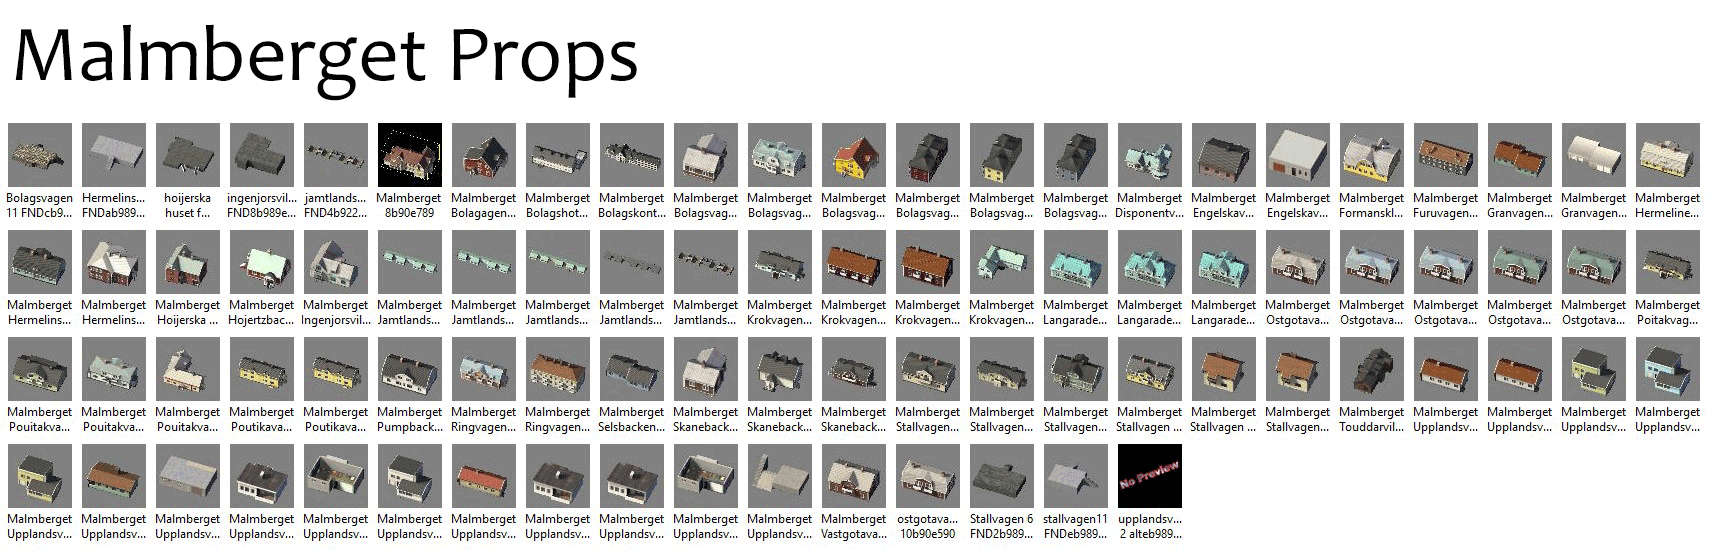 Malmberget Props
Bolagsvagen Hermelins... hoijerska ingenjorsvil... jamtlands... Malmberget Malmberget Malmberget Malmberget Malmberget Malmberget Malmberget Malmberget Malmberget Malmberget Malmberget Malmberget Malmberget Malmberget Malmberget Malmberget Malmberget Malmberget
11 FNDcb9... FNDab989... huset f... FND8b989e... FND4b922... 8b90e789 Bolagagen... Bolagshot... Bolagskont... Bolagsvag... Bolagsvag... Bolagsvag... Bolagsvag... Bolagsvag... Bolagsvag... Disponentv... Engelskav... Engelskav... Formanskl... Furuvagen... Granvagen... Granvagen... Hermeline...
Malmberget Malmberget Malmberget Malmberget Malmberget Malmberget Malmberget Malmberget Malmberget Malmberget Malmberget Malmberget Malmberget Malmberget Malmberget Malmberget Malmberget Malmberget Malmberget Malmberget Malmberget Malmberget Malmberget
Hermelins... Hermelins... Hoijerska ... Hojertzbac... Ingenjorsvil... Jamtlands... Jamtlands... Jamtlands... Jamtlands... Jamtlands... Krokvagen... Krokvagen... Krokvagen... Krokvagen... Langarade... Langarade... Langarade... Ostgotava... Ostgotava... Ostgotava... Ostgotava... Ostgotava... Poitakvag...
Malmberget Malmberget Malmberget Malmberget Malmberget Malmberget Malmberget Malmberget Malmberget Malmberget Malmberget Malmberget Malmberget Malmberget Malmberget Malmberget Malmberget Malmberget Malmberget Malmberget Malmberget Malmberget Malmberget
Pouitakva... Pouitakva... Pouitakva... Poutikava... Poutikava... Pumpback... Ringvagen... Ringvagen... Selsbacken... Skaneback... Skaneback... Skaneback... Stallvagen... Stallvagen... Stallvagen... Stallvagen ... Stallvagen ... Stallvagen... Touddarvil... Upplandsv... Upplandsv... Upplandsv... Upplandsv...
No Preview
Malmberget Malmberget Malmberget Malmberget Malmberget Malmberget Malmberget Malmberget Malmberget Malmberget Malmberget Malmberget ostgotava... Stallvagen 6 stallvagen11 upplandsv...
Upplandsv... Upplandsv... Upplandsv... Upplandsv... Upplandsv... Upplandsv... Upplandsv... Upplandsv... Upplandsv... Upplandsv... Upplandsv... Vastgotava... 10b90e590 FND2b989... FNDeb989... 2 alteb989...